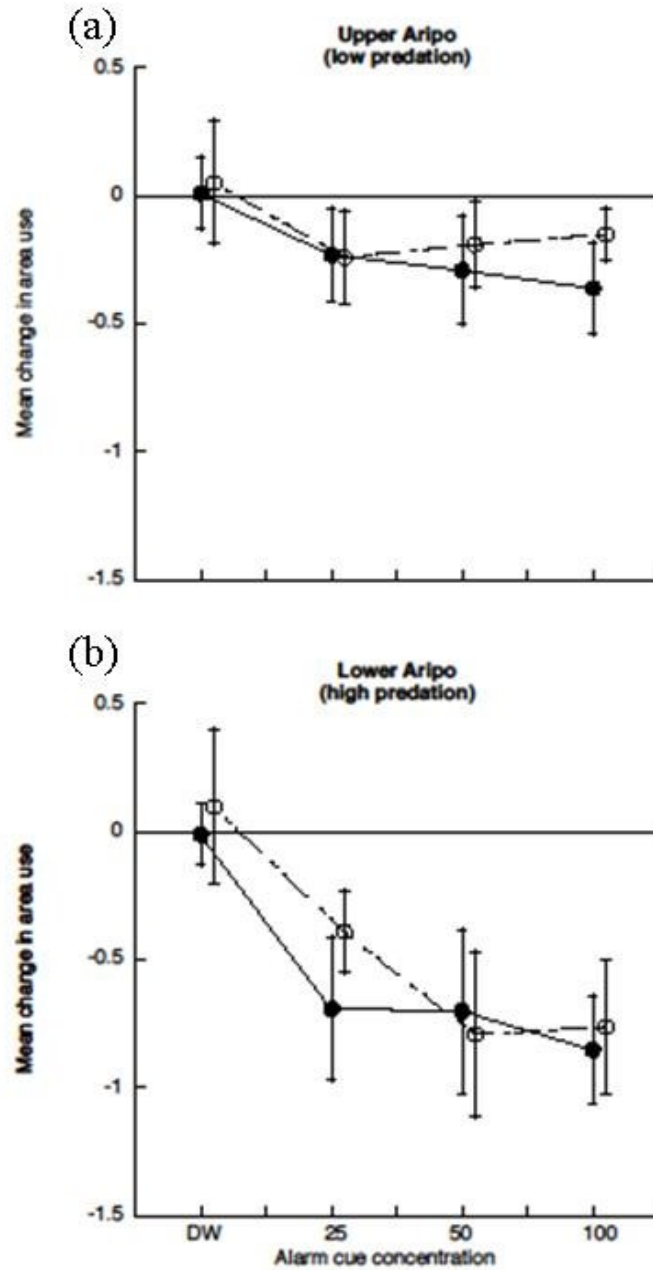 (a)
Upper Aripo
(low predation)
0.5
0
-0.5
-1
-1.5
Mean change in area use
(b)
Lower Aripo
(high predation)
0.5
0
-0.5
-1
-1.5
Mean change in area use
DW 25 50 100
Alarm cue concentration